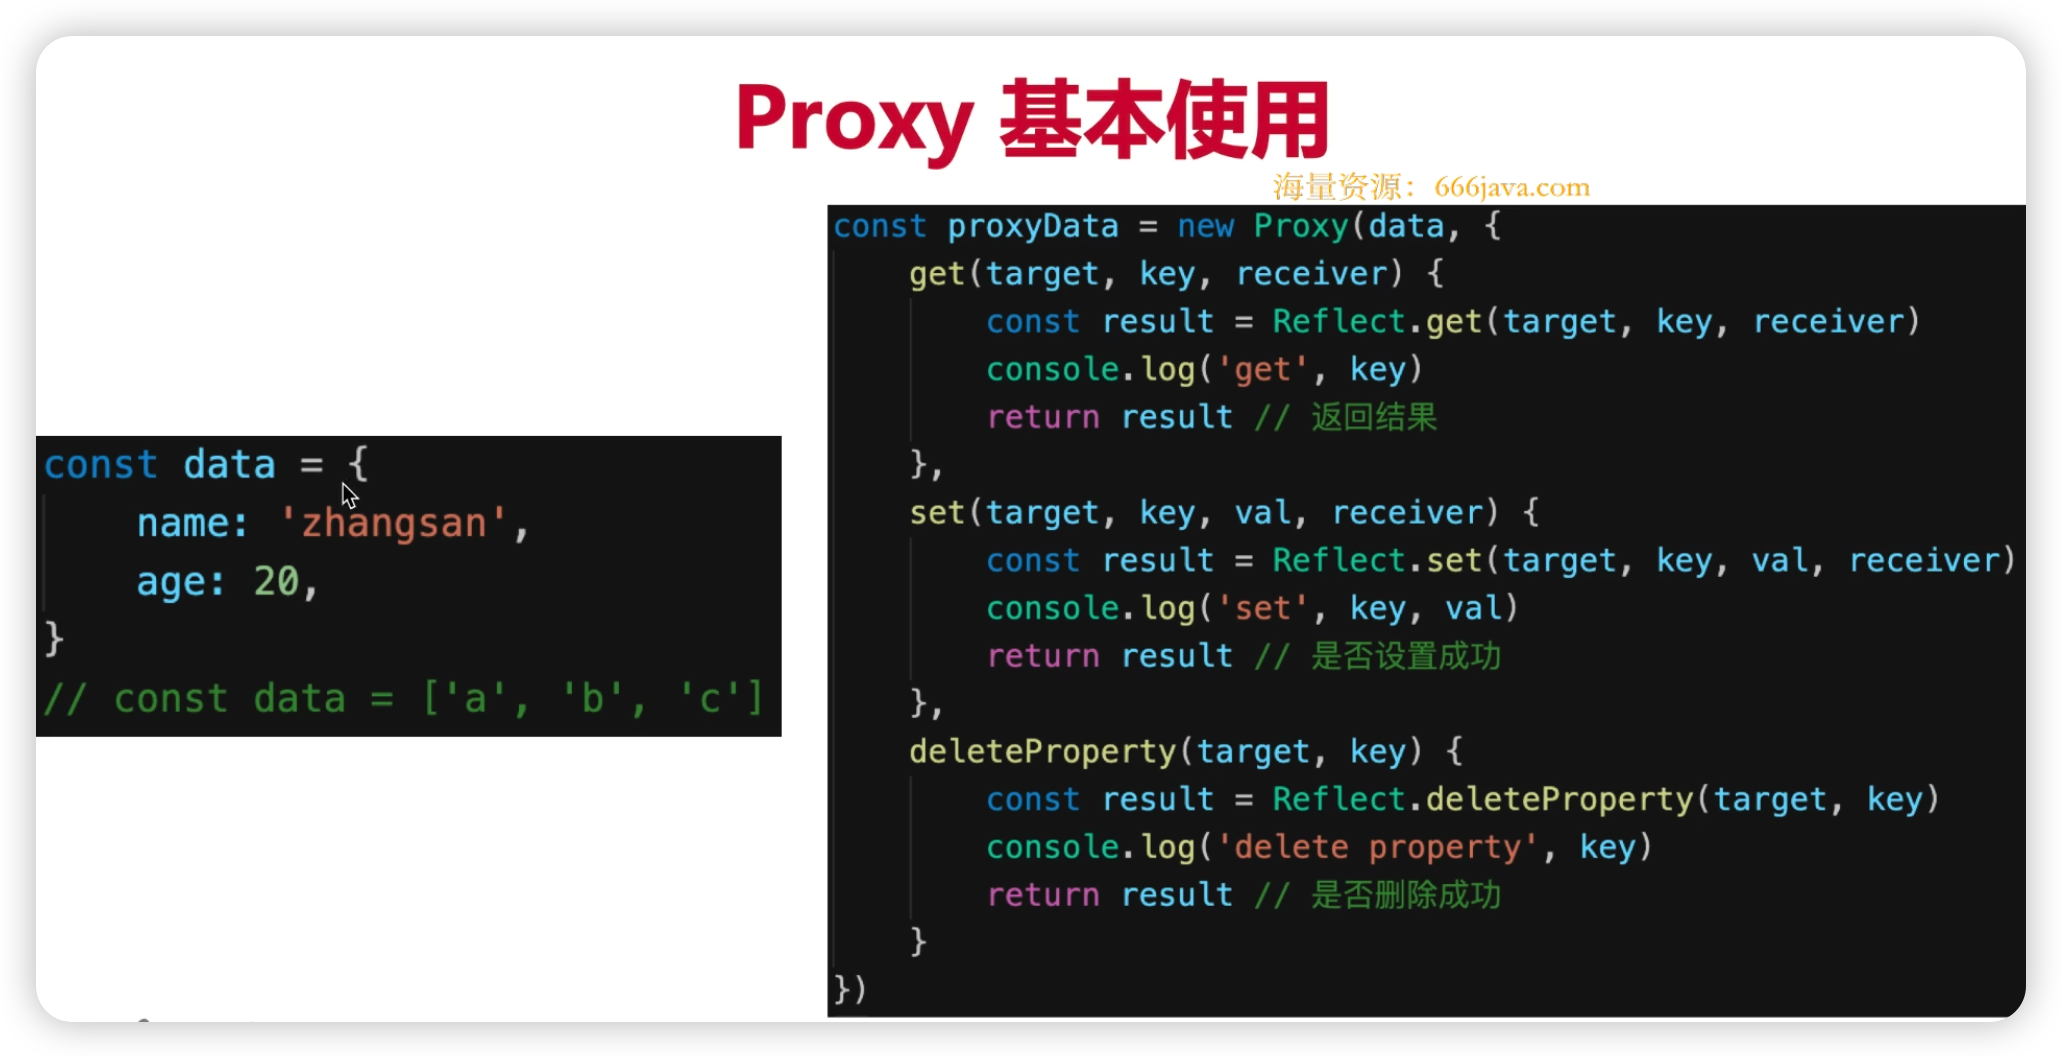 Proxy 基本使用
海量资源：666java.com
const data = {
    name: 'zhangsan',
    age: 20,
}
// const data = ['a', 'b', 'c']
const proxyData = new Proxy(data, {
    get(target, key, receiver) {
        const result = Reflect.get(target, key, receiver)
        console.log('get', key)
        return result // 返回结果
    },
    set(target, key, val, receiver) {
        const result = Reflect.set(target, key, val, receiver)
        console.log('set', key, val)
        return result // 是否设置成功
    },
    deleteProperty(target, key) {
        const result = Reflect.deleteProperty(target, key)
        console.log('delete property', key)
        return result // 是否删除成功
    }
})